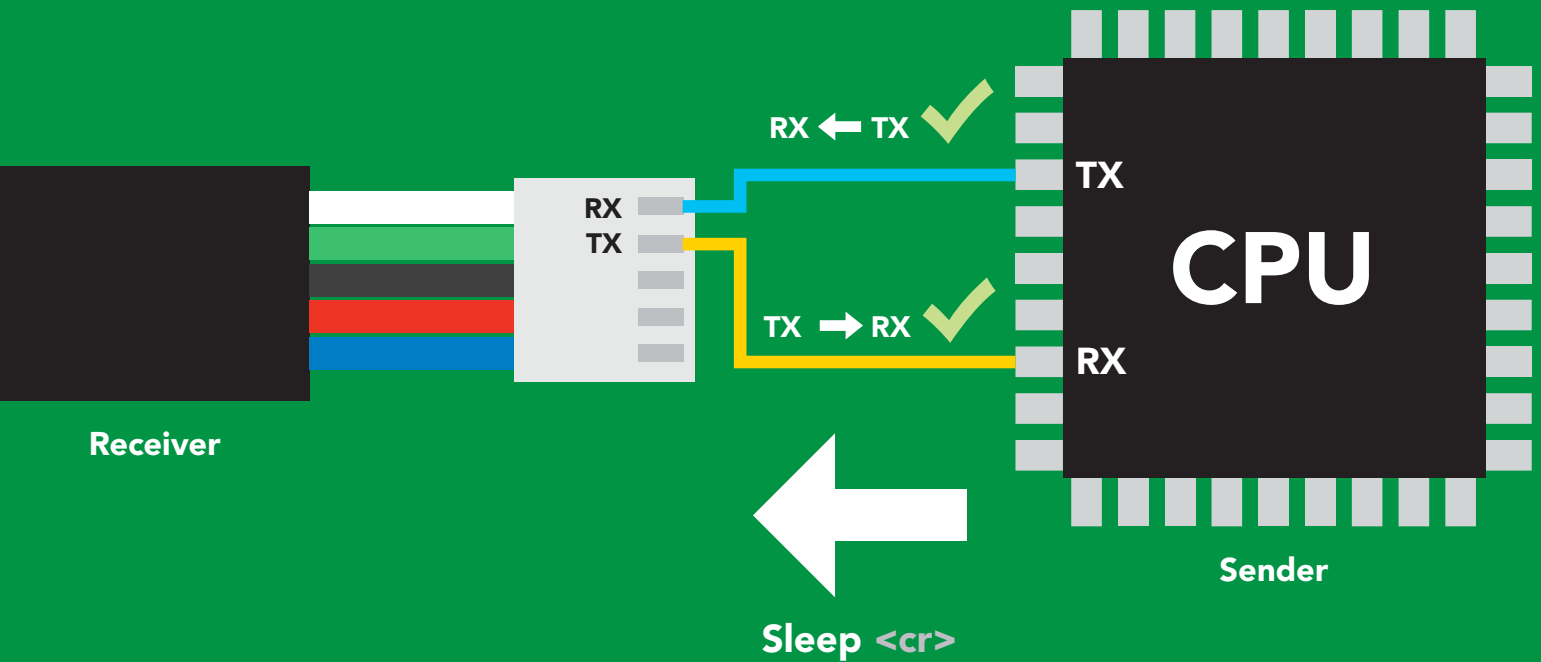 RX ← TX
TX
RX
TX
CPU
TX → RX
RX
Receiver
Sender
Sleep <cr>